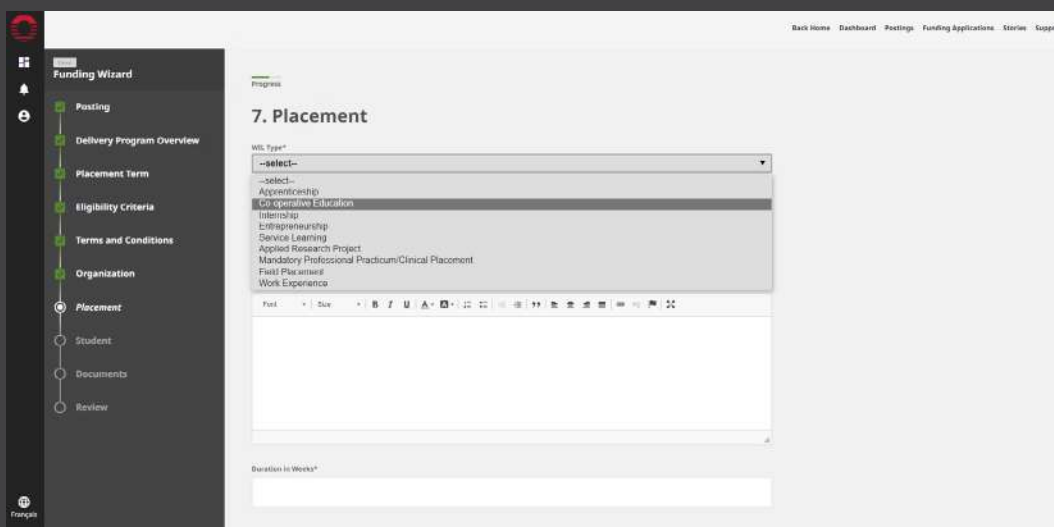 Back Home Dashboard Postings Funding Applications Stories
Funding Wizard
Posting
Delivery Program Overview
Placement Term
Eligibility Criteria
Terms and Conditions
Organization
Placement
Student
Documents
Review
Français
Progress
7. Placement
WIL Type*
--select--
--select--
Apprenticeship
Co-operative Education
Internship
Entrepreneurship
Service Learning
Applied Research Project
Mandatory Professional Practicum/Clinical Placement
Field Placement
Work Experience
Font Size B I U A A
Duration in Weeks*